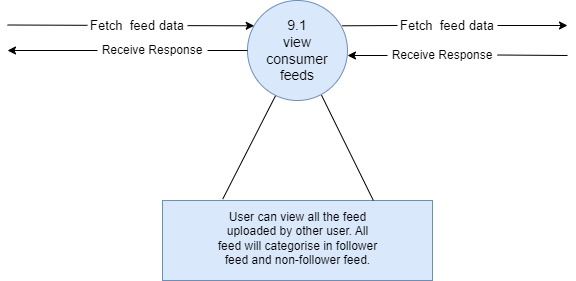 Fetch feed data
Receive Response
9.1
view
consumer
feeds
Fetch feed data
Receive Response
User can view all the feed
uploaded by other user. All
feed will categorise in follower
feed and non-follower feed.